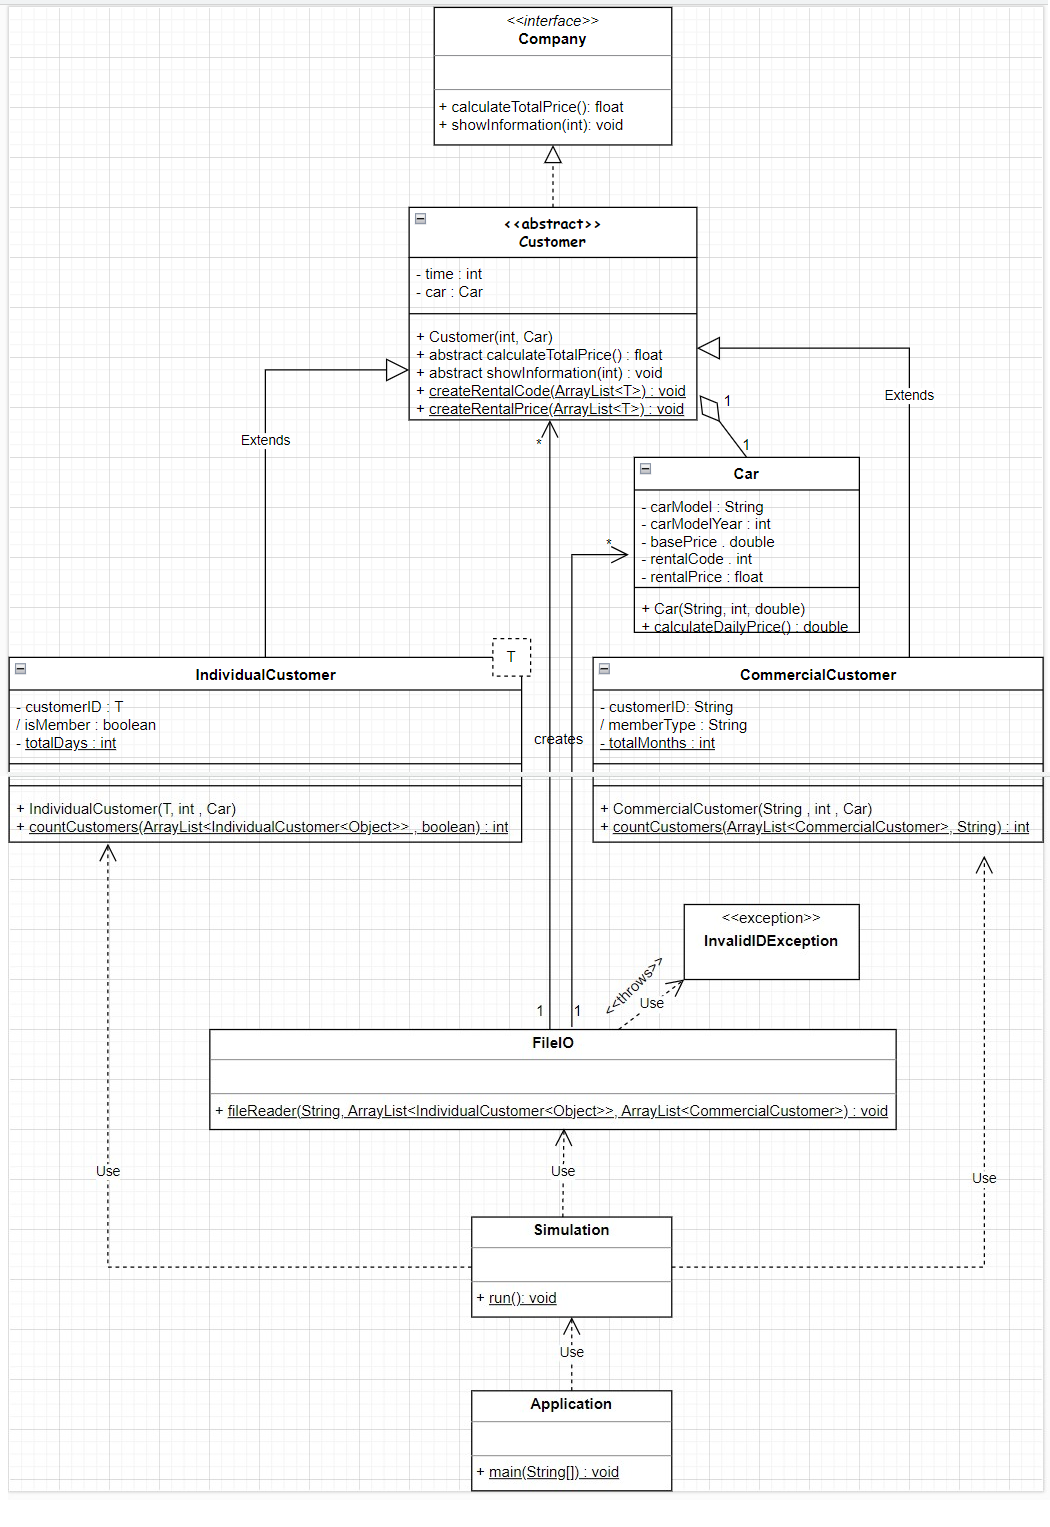 <<interface>>
Company
+ calculateTotalPrice(): float
+ showInformation(int): void
<<abstract>>
Customer
- time : int
- car : Car
+ Customer(int, Car)
+ abstract calculateTotalPrice() : float
+ abstract showInformation(int) : void
+ createRentalCode(ArrayList<T>) : void
+ createRentalPrice(ArrayList<T>) : void
Extends
Extends
1
1
*
Car
- carModel : String
- carModelYear : int
- basePrice . double
- rentalCode . int
- rentalPrice : float
+ Car(String, int, double)
+ calculateDailyPrice() : double
*
T
IndividualCustomer
- customerID : T
/ isMember : boolean
- totalDays : int
+ IndividualCustomer(T, int , Car)
+ countCustomers(ArrayList<IndividualCustomer<Object>> , boolean) : int
creates
CommercialCustomer
- customerID: String
/ memberType : String
- totalMonths : int
+ CommercialCustomer(String , int , Car)
+ countCustomers(ArrayList<CommercialCustomer>, String) : int
<<exception>>
InvalidIDException
<<throws>>
Use
1
1
FileIO
+ fileReader(String, ArrayList<IndividualCustomer<Object>>, ArrayList<CommercialCustomer>) : void
Use
Use
Use
Simulation
+ run(): void
Use
Application
+ main(String[]) : void